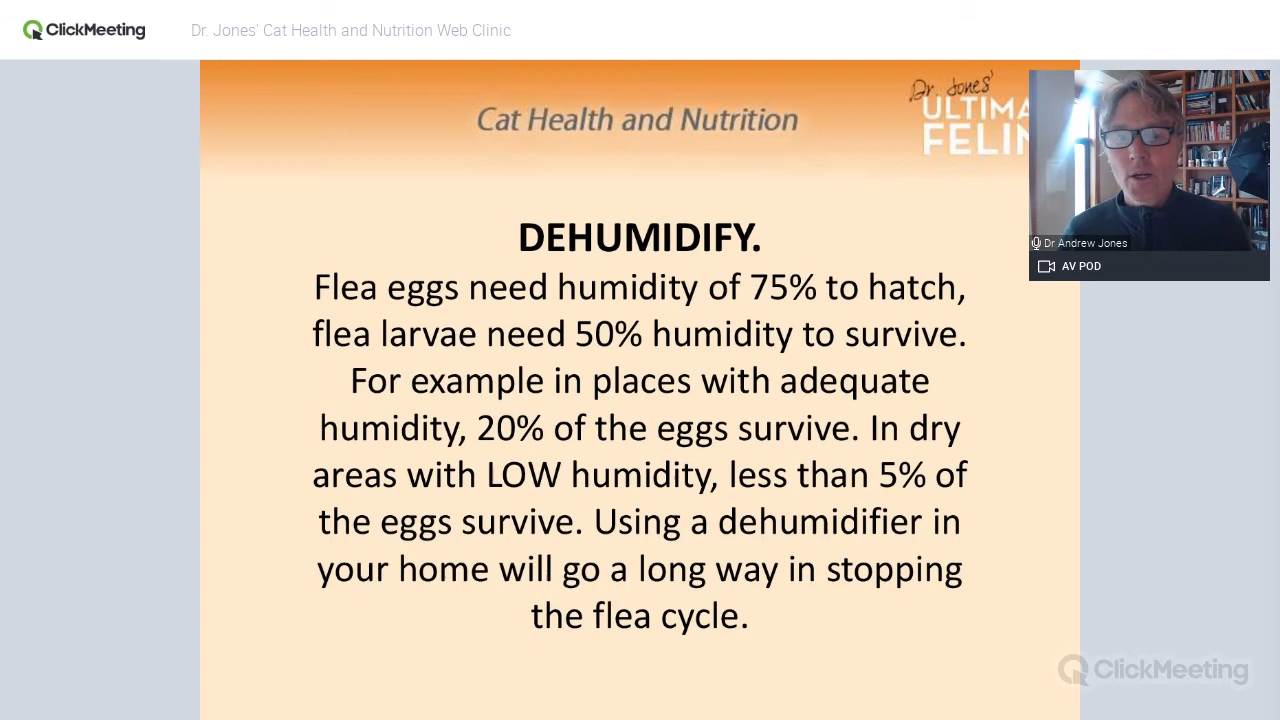 ClickMeeting
Dr. Jones' Cat Health and Nutrition Web Clinic
Cat Health and Nutrition
Dr. Jones'
DEHUMIDIFY.
Flea eggs need humidity of 75% to hatch,
flea larvae need 50% humidity to survive.
For example in places with adequate
humidity, 20% of the eggs survive. In dry
areas with LOW humidity, less than 5% of
the eggs survive. Using a dehumidifier in
your home will go a long way in stopping
the flea cycle.
Dr Andrew Jones
AV POD
ClickMeeting